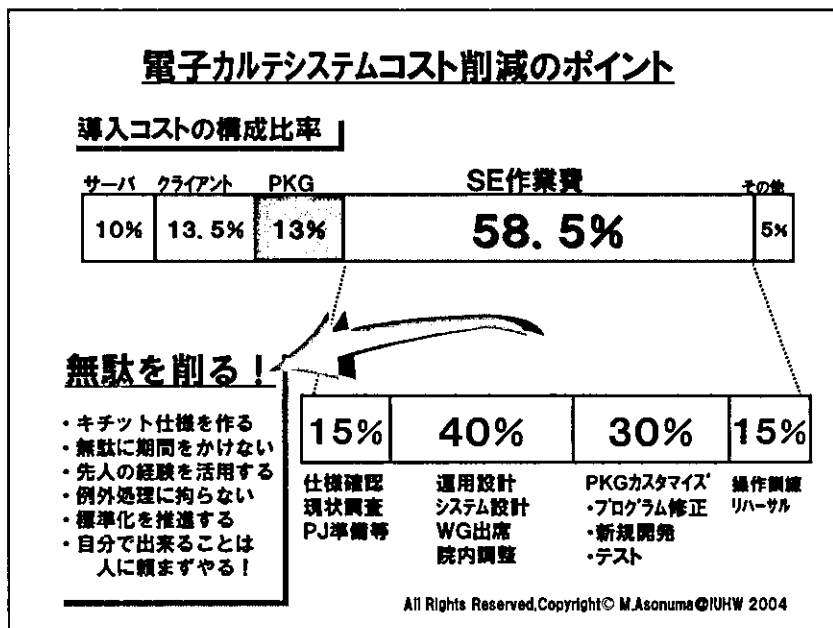 電子カルテシステムコスト削減のポイント
導入コストの構成比率
サーバ クライアント PKG SE作業費 その他
10% 13.5% 13% 58.5% 5%
無駄を削る！
・キチット仕様を作る
・無駄に期間をかけない
・先人の経験を活用する
・例外処理に拘らない
・標準化を推進する
・自分で出来ることは
人に頼まずやる！
15% 40% 30% 15%
仕様確認 運用設計 PKGカスタマイズ 操作訓練
現状調査 システム設計 ・プログラム修正 リハーサル
PJ準備等 WG出席 ・新規開発
院内調整 ・テスト
All Rights Reserved,Copyright© M.Asonuma@IUHW 2004